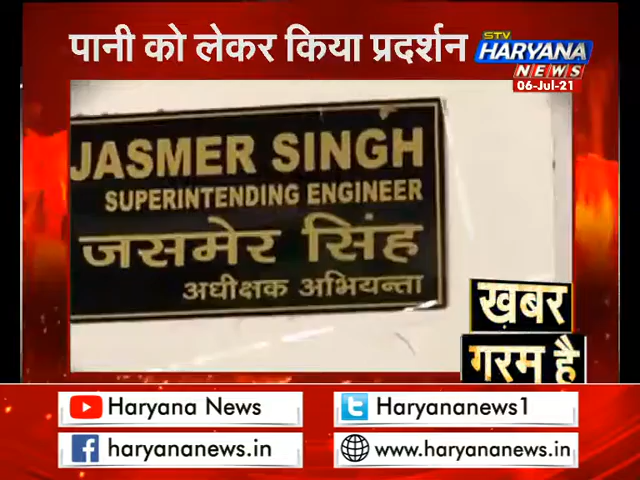 पानी को लेकर किया प्रदर्शन
STV
HARYANA
NEWS
06-Jul-21
JASMER SINGH
SUPERINTENDING ENGINEER
जसमेर सिंह
अधीक्षक अभियन्ता
ख़बर
गरम है
Haryana News
Haryananews1
haryananews.in
www.haryananews.in